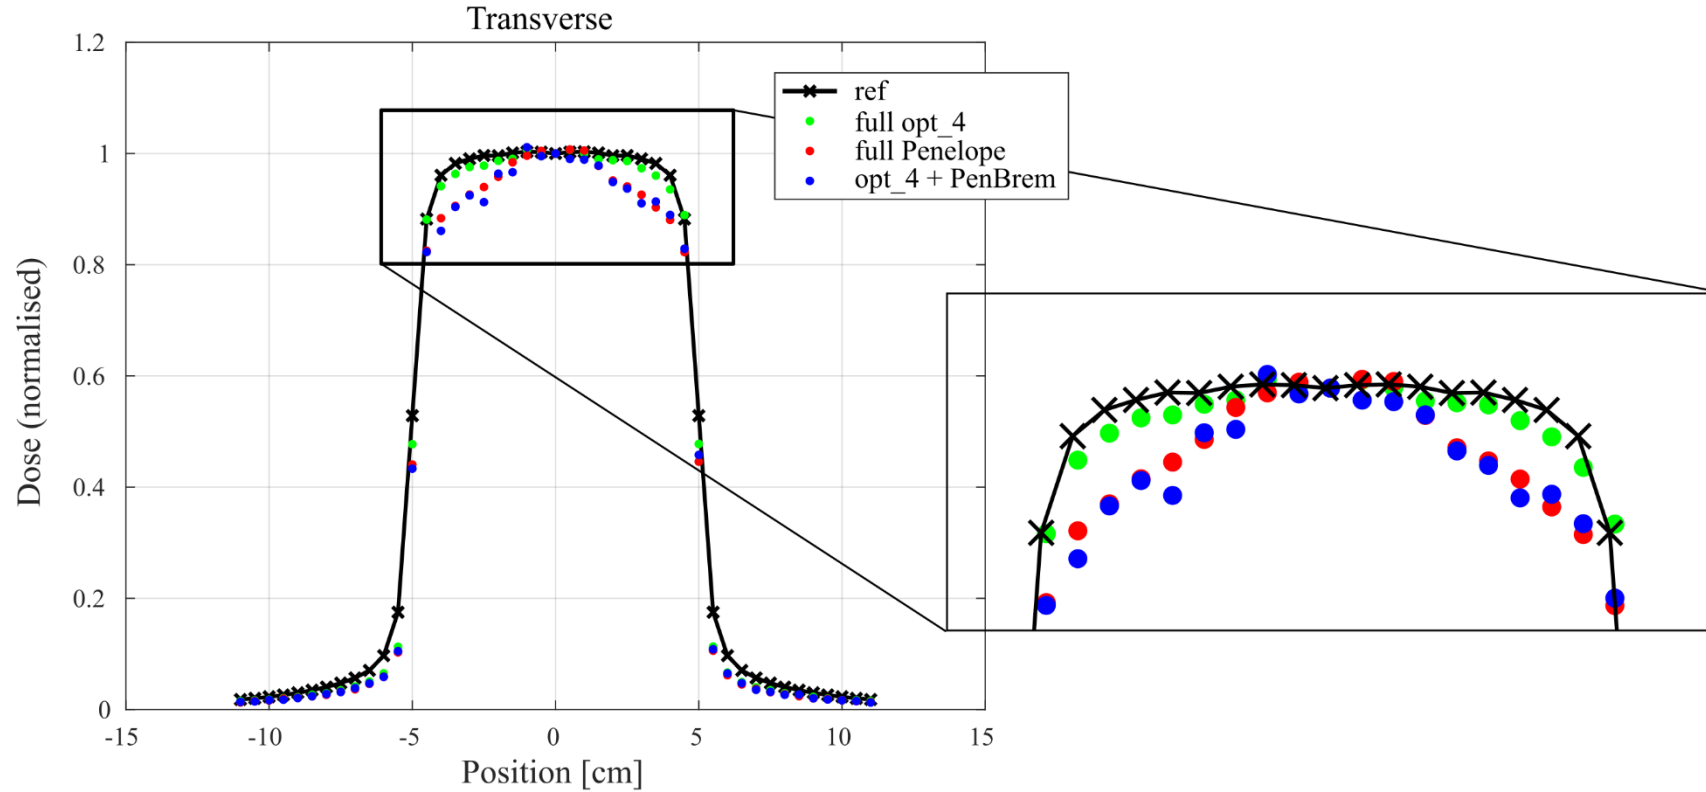 Transverse
1.2
1
0.8
0.6
0.4
0.2
0
Dose (normalised)
ref
full opt_4
full Penelope
opt_4 + PenBrem
-15
-10
-5
0
5
10
15
Position [cm]